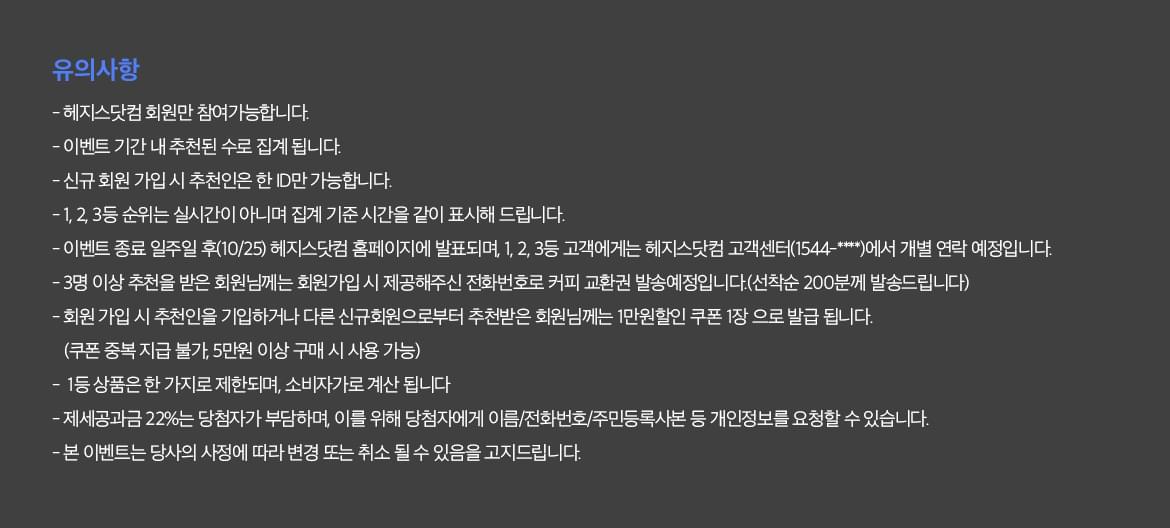 유의사항
- 헤지스닷컴 회원만 참여가능합니다.
- 이벤트 기간 내 추천된 수로 집계 됩니다.
- 신규 회원 가입 시 추천인은 한 ID만 가능합니다.
- 1, 2, 3등 순위는 실시간이 아니며 집계 기준 시간을 같이 표시해 드립니다.
- 이벤트 종료 일주일 후(10/25) 헤지스닷컴 홈페이지에 발표되며, 1, 2, 3등 고객에게는 헤지스닷컴 고객센터(1544-****)에서 개별 연락 예정입니다.
- 3명 이상 추천을 받은 회원님께는 회원가입 시 제공해주신 전화번호로 커피 교환권 발송예정입니다.(선착순 200분께 발송드립니다)
- 회원 가입 시 추천인을 기입하거나 다른 신규회원으로부터 추천받은 회원님께는 1만원할인 쿠폰 1장 으로 발급 됩니다.
(쿠폰 중복 지급 불가, 5만원 이상 구매 시 사용 가능)
- 1등 상품은 한 가지로 제한되며, 소비자가로 계산 됩니다
- 제세공과금 22%는 당첨자가 부담하며, 이를 위해 당첨자에게 이름/전화번호/주민등록사본 등 개인정보를 요청할 수 있습니다.
- 본 이벤트는 당사의 사정에 따라 변경 또는 취소 될 수 있음을 고지드립니다.